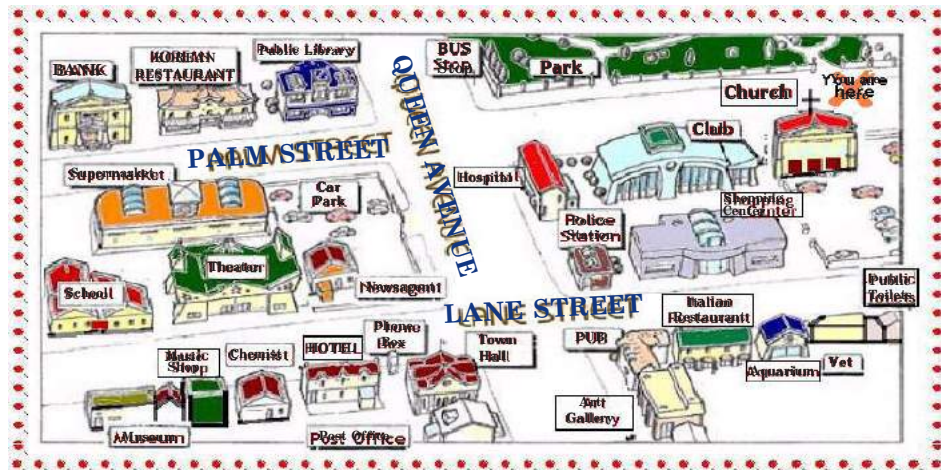 BANK
KOREAN
RESTAURANT
Public Library
QUEEN AVENUE
BUS
Stop
Park
Church
You are
here
PALM STREET
Club
Supermarket
Car
Park
Hospital
Shopping
Center
Police
Station
Theater
School
Newsagent
LANE STREET
Public
Toilets
Italian
Restaurant
PUB
Phone
Box
Town
Hall
HOTEL
Chemist
Music
Shop
Aquarium
Vet
Art
Gallery
Museum
Post Office